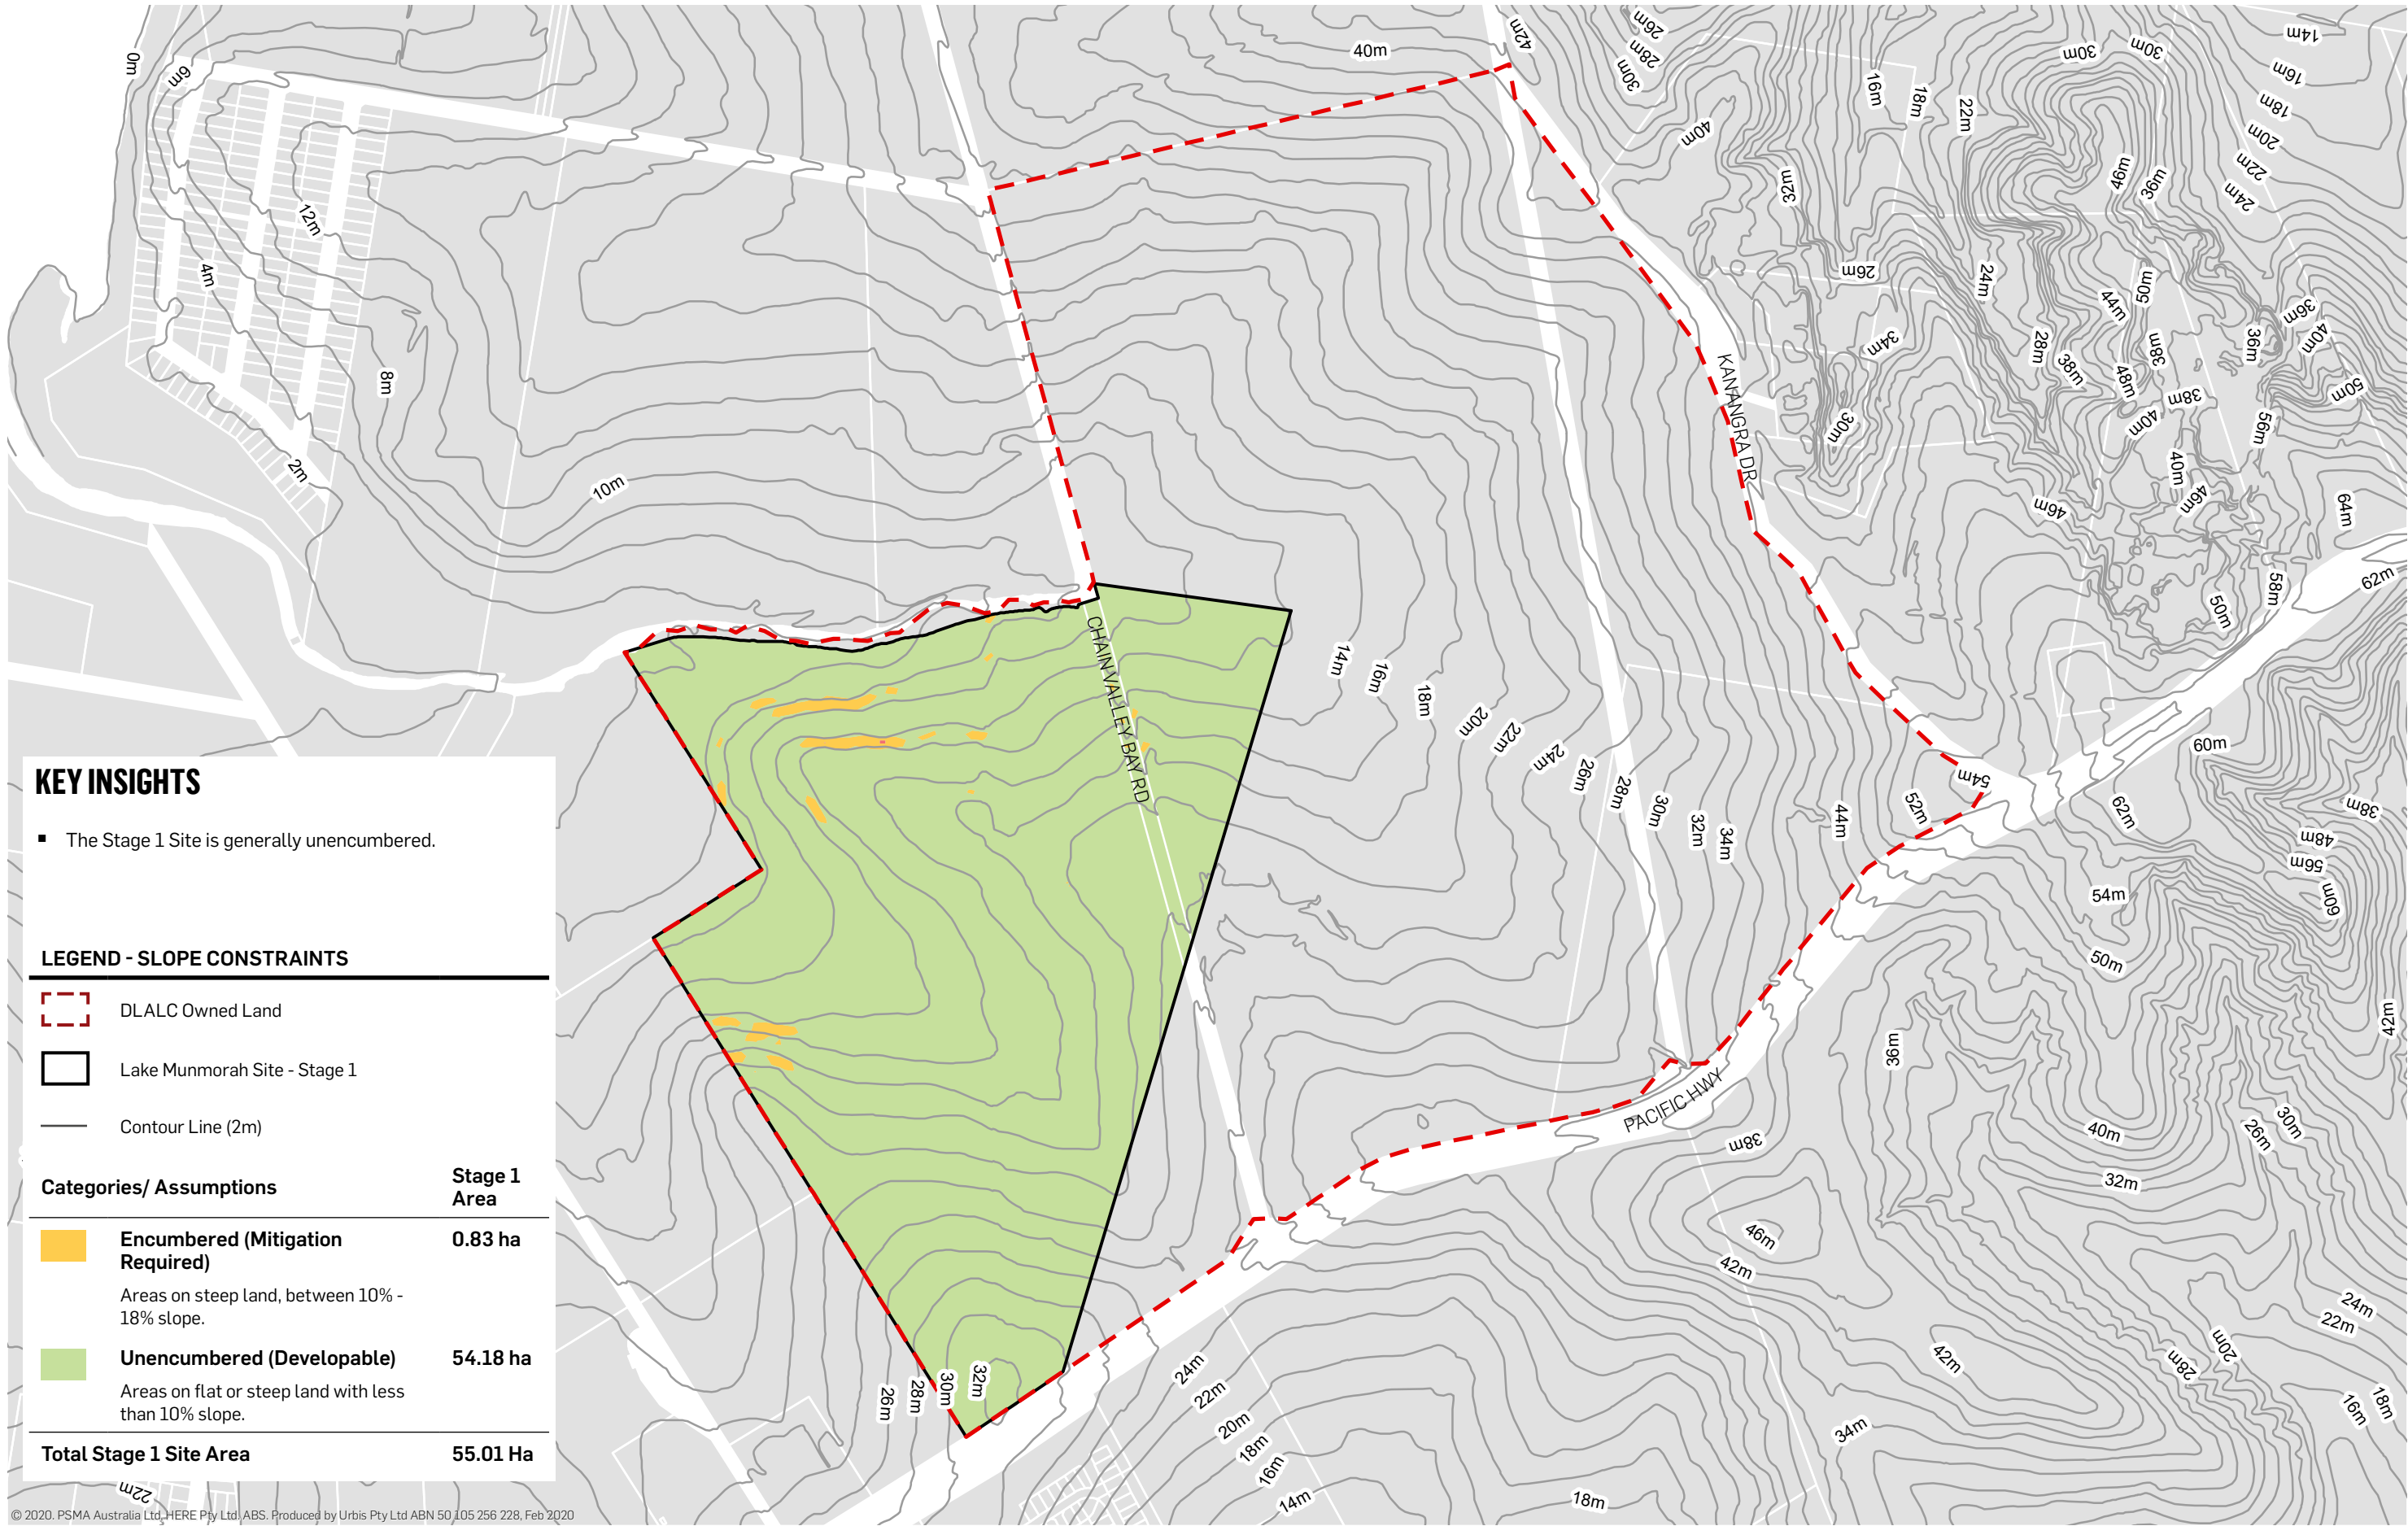 40m
42m
26m
28m
30m
40m
16m
18m
22m
30m
30m
14m
16m
18m
20m
22m
24m
0m
6m
12m
4m
8m
2m
10m
32m
26m
34m
30m
24m
28m
38m
46m
36m
44m
50m
38m
48m
38m
40m
36m
36m
40m
50m
56m
40m
46m
46m
64m
62m
58m
50m
KANANGRA DR
CHAIN VALLEY BAY RD
14m
16m
18m
20m
22m
24m
26m
28m
30m
32m
34m
44m
52m
54m
60m
62m
38m
48m
56m
60m
54m
50m
42m
36m
PACIFIC HWY
38m
40m
32m
26m
30m
46m
42m
24m
22m
20m
28m
42m
16m
18m
34m
26m
28m
30m
32m
24m
22m
20m
18m
16m
14m
18m
KEY INSIGHTS
▪ The Stage 1 Site is generally unencumbered.
LEGEND - SLOPE CONSTRAINTS
DLALC Owned Land
Lake Munmorah Site - Stage 1
Contour Line (2m)
Categories/ Assumptions
Stage 1
Area
Encumbered (Mitigation
Required)
0.83 ha
Areas on steep land, between 10% -
18% slope.
Unencumbered (Developable)
54.18 ha
Areas on flat or steep land with less
than 10% slope.
Total Stage 1 Site Area
55.01 Ha
22m
© 2020. PSMA Australia Ltd, HERE Pty Ltd. ABS. Produced by Urbis Pty Ltd ABN 50 105 256 228, Feb 2020